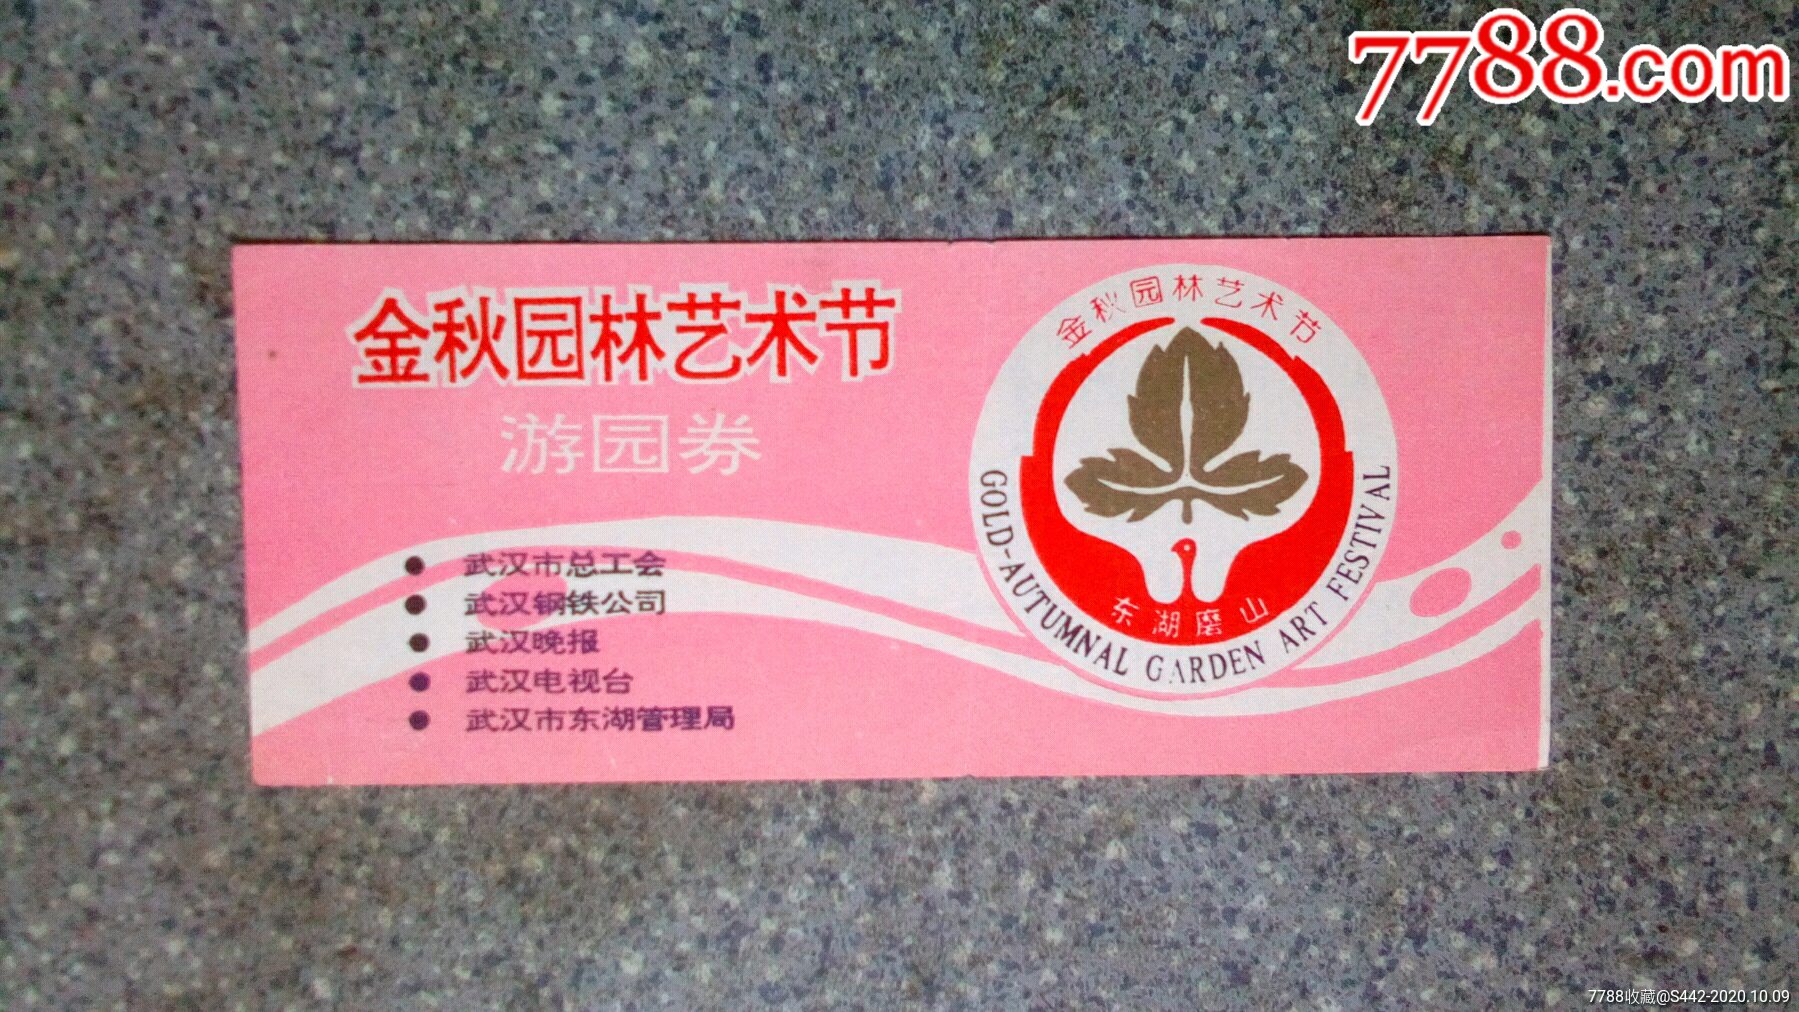 7788.com
金秋园林艺术节
游园券
武汉市总工会
武汉钢铁公司
武汉晚报
武汉电视台
武汉市东湖管理局
金秋园林艺术节
东湖磨山
GOLD-AUTUMNAL GARDEN ART FESTIVAL
7788收藏@S442-2020.10.09